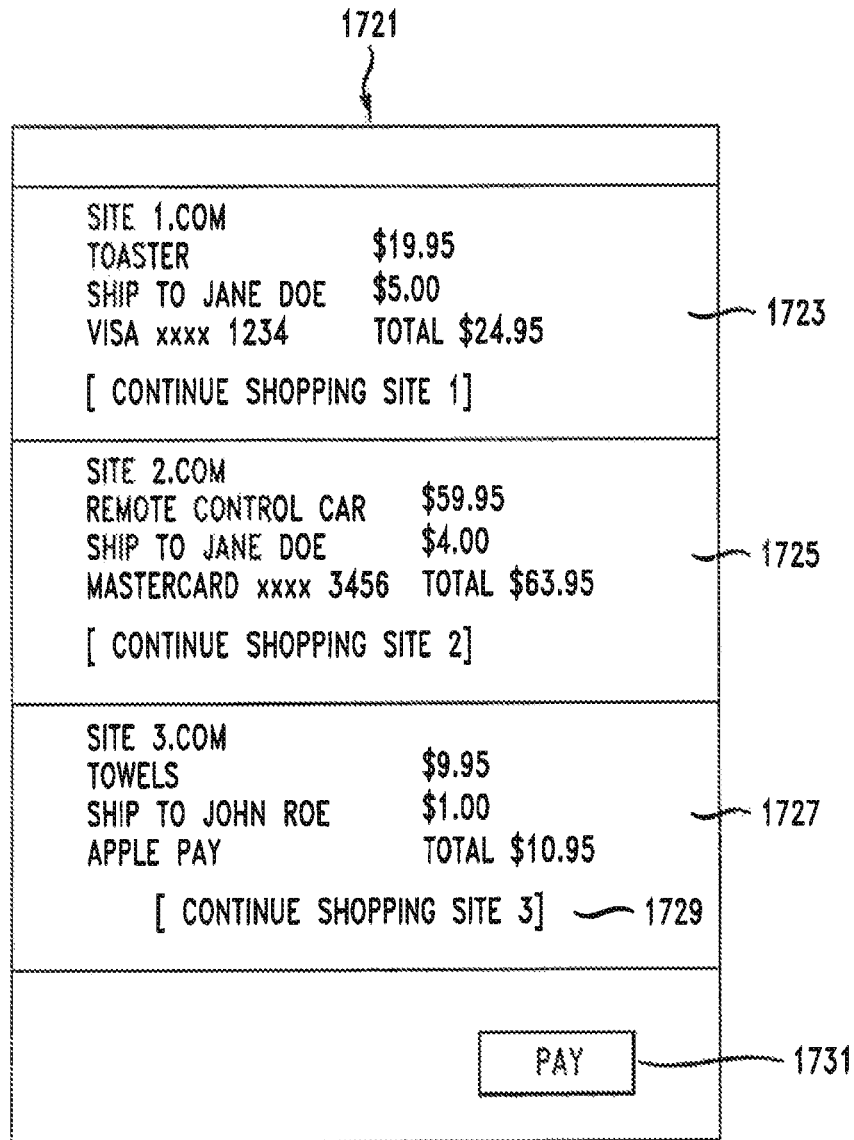 1721
SITE 1.COM
TOASTER $19.95
SHIP TO JANE DOE $5.00
VISA xxxx 1234 TOTAL $24.95
[ CONTINUE SHOPPING SITE 1]
1723
SITE 2.COM
REMOTE CONTROL CAR $59.95
SHIP TO JANE DOE $4.00
MASTERCARD xxxx 3456 TOTAL $63.95
[ CONTINUE SHOPPING SITE 2]
1725
SITE 3.COM
TOWELS $9.95
SHIP TO JOHN ROE $1.00
APPLE PAY TOTAL $10.95
[ CONTINUE SHOPPING SITE 3] 1729
1727
PAY 1731